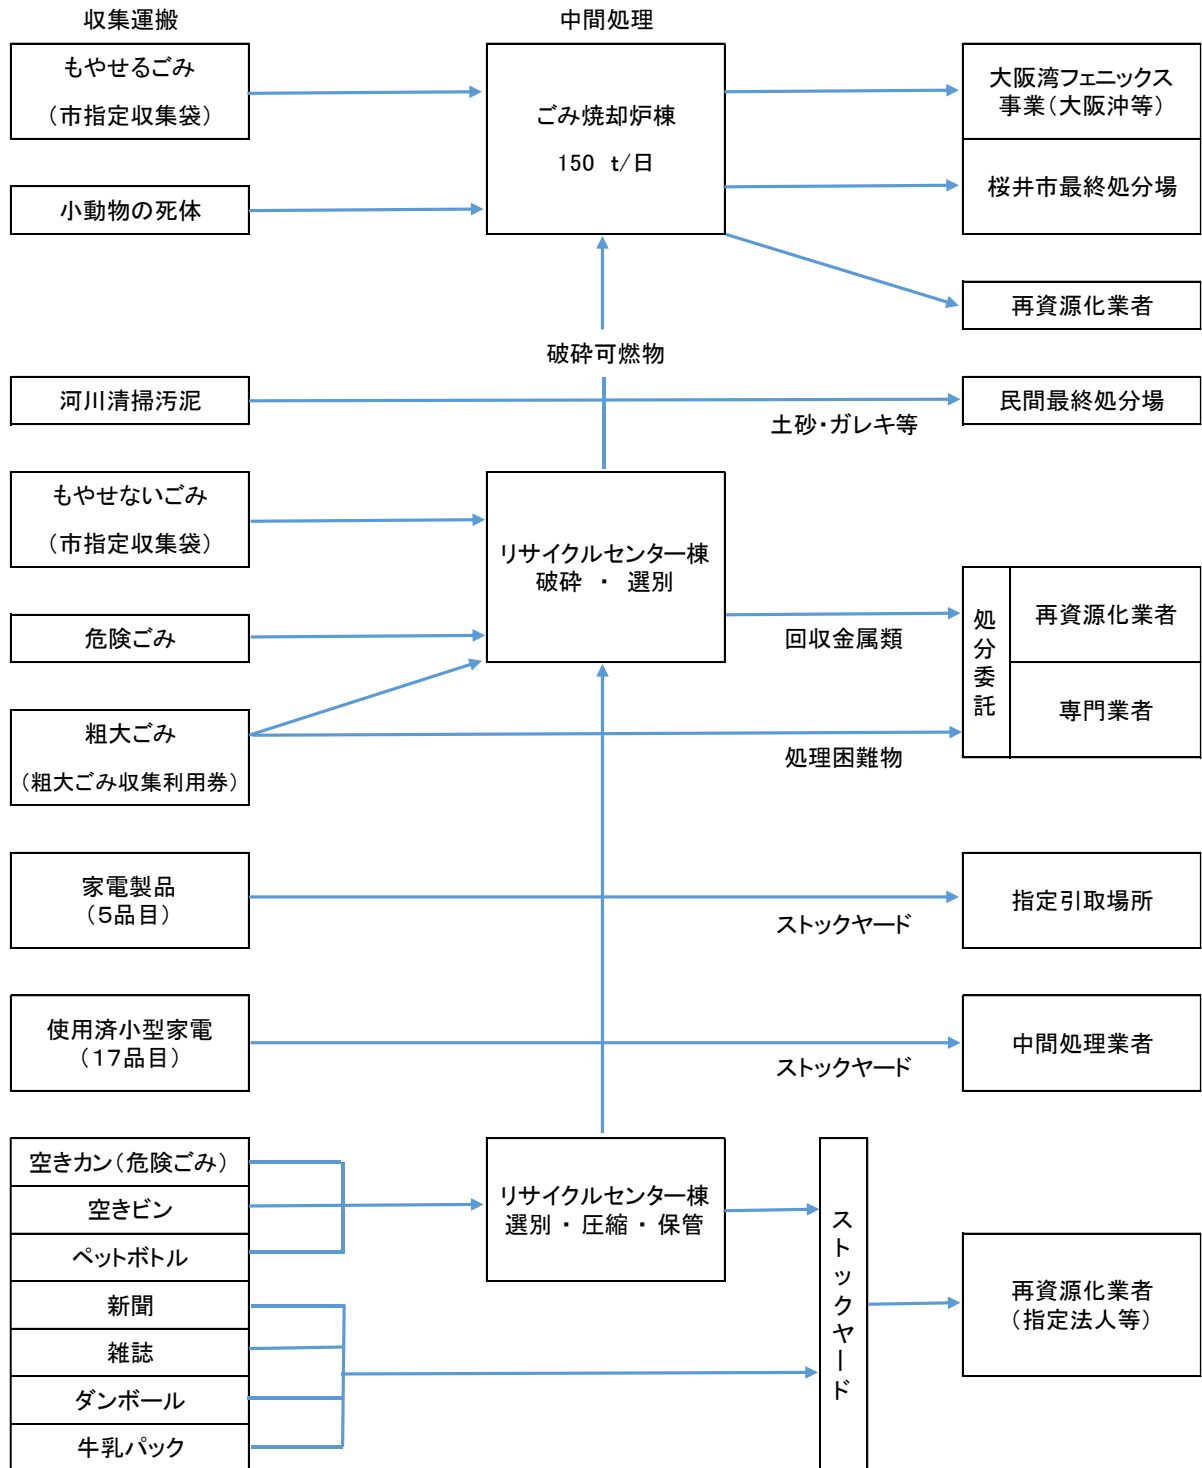 収集運搬
中間処理
もやせるごみ
（市指定収集袋）
ごみ焼却炉棟
150 t/日
大阪湾フェニックス
事業（大阪沖等）
桜井市最終処分場
小動物の死体
再資源化業者
破砕可燃物
河川清掃汚泥
民間最終処分場
土砂・ガレキ等
もやせないごみ
（市指定収集袋）
リサイクルセンター棟
破砕 ・ 選別
危険ごみ
回収金属類
処分委託
再資源化業者
専門業者
粗大ごみ
（粗大ごみ収集利用券）
処理困難物
家電製品
（5品目）
指定引取場所
ストックヤード
使用済小型家電
（17品目）
中間処理業者
ストックヤード
空きカン（危険ごみ）
空きビン
ペットボトル
リサイクルセンター棟
選別 ・ 圧縮 ・ 保管
新聞
雑誌
ダンボール
牛乳パック
ストックヤード
再資源化業者
（指定法人等）